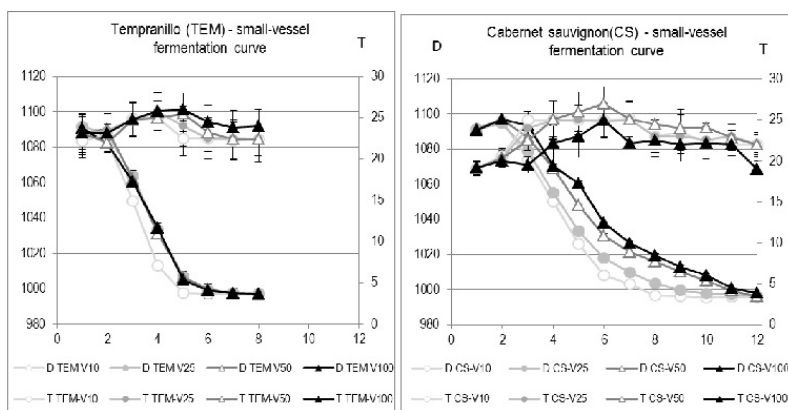 Tempranillo (TEM) - small-vessel
fermentation curve
T
1120
1100
1080
1060
1040
1020
1000
980
30
25
20
15
10
5
0
0 2 4 6 8 10 12
D TEM V10 D TEM V25 D TEM V50 D TEM V100
T TEM-V10 T TEM-V25 T TEM-V50 T TEM-V100
D
Cabernet sauvignon(CS) - small-vessel
fermentation curve
T
1120
1100
1080
1060
1040
1020
1000
980
30
25
20
15
10
5
0
0 2 4 6 8 10 12
D CS-V10 D CS-V25 D CS-V50 D CS-V100
T CS-V10 T CS-V25 T CS-V50 T CS-V100